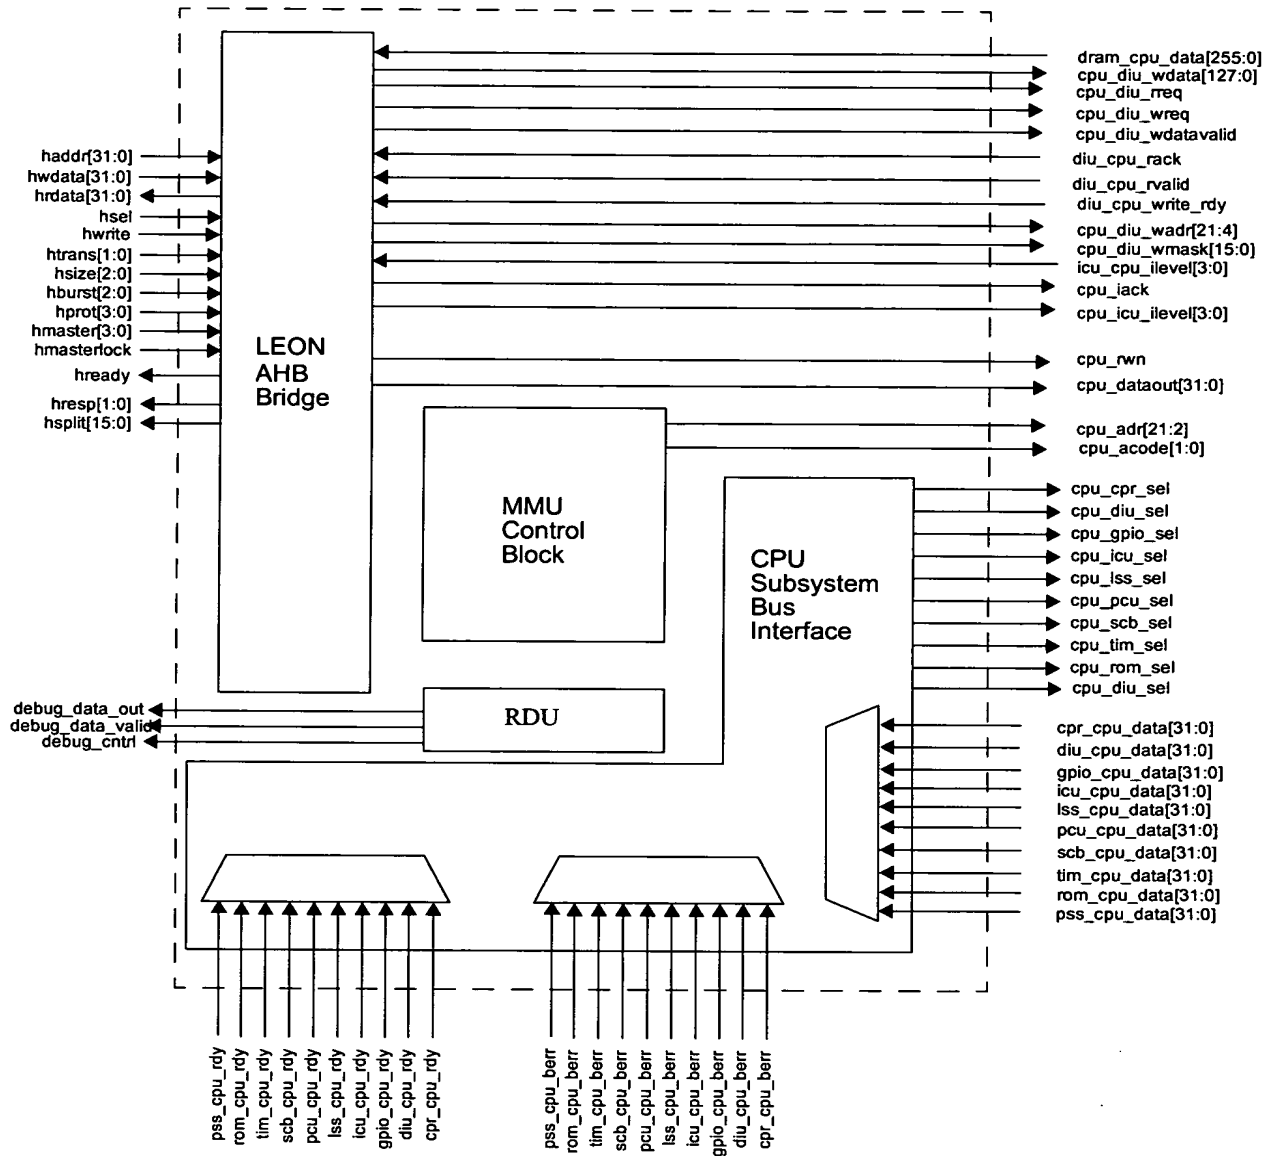 haddr[31:0]
hwdata[31:0]
hrdata[31:0]
hsel
hwrite
htrans[1:0]
hsize[2:0]
hburst[2:0]
hprot[3:0]
hmaster[3:0]
hmasterlock
hready
hresp[1:0]
hsplit[15:0]
LEON
AHB
Bridge
dram_cpu_data[255:0]
cpu_diu_wdata[127:0]
cpu_diu_rreq
cpu_diu_wreq
cpu_diu_wdatavalid
diu_cpu_rack
diu_cpu_rvalid
diu_cpu_write_rdy
cpu_diu_wadr[21:4]
cpu_diu_wmask[15:0]
icu_cpu_ilevel[3:0]
cpu_iack
cpu_icu_ilevel[3:0]
cpu_rwn
cpu_dataout[31:0]
cpu_adr[21:2]
cpu_acode[1:0]
MMU
Control
Block
CPU
Subsystem
Bus
Interface
cpu_cpr_sel
cpu_diu_sel
cpu_gpio_sel
cpu_icu_sel
cpu_lss_sel
cpu_pcu_sel
cpu_scb_sel
cpu_tim_sel
cpu_rom_sel
cpu_diu_sel
debug_data_out
debug_data_valid
debug_cntrl
RDU
cpr_cpu_data[31:0]
diu_cpu_data[31:0]
gpio_cpu_data[31:0]
icu_cpu_data[31:0]
lss_cpu_data[31:0]
pcu_cpu_data[31:0]
scb_cpu_data[31:0]
tim_cpu_data[31:0]
rom_cpu_data[31:0]
pss_cpu_data[31:0]
pss_cpu_rdy
rom_cpu_rdy
tim_cpu_rdy
scb_cpu_rdy
pcu_cpu_rdy
lss_cpu_rdy
icu_cpu_rdy
gpio_cpu_rdy
diu_cpu_rdy
cpr_cpu_rdy
pss_cpu_berr
rom_cpu_berr
tim_cpu_berr
scb_cpu_berr
pcu_cpu_berr
lss_cpu_berr
icu_cpu_berr
gpio_cpu_berr
diu_cpu_berr
cpr_cpu_berr